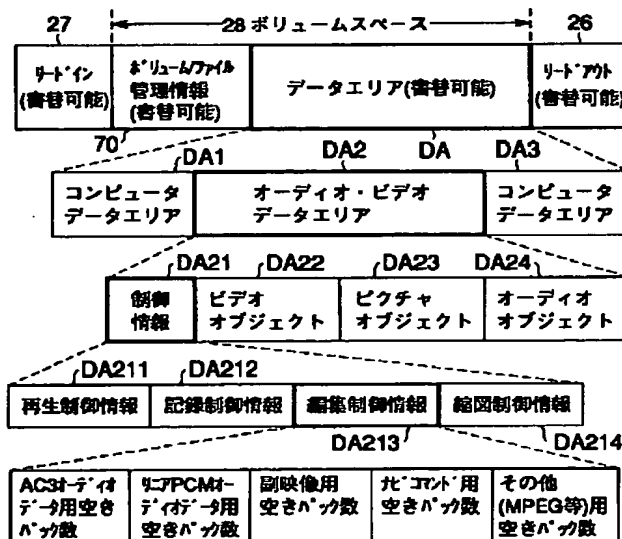 27
28 ボリュームスペース
26
リードイン
(書替可能)
ボリューム/ファイル
管理情報
(書替可能)
データエリア(書替可能)
リードアウト
(書替可能)
70
DA1
DA2
DA
DA3
コンピュータ
データエリア
オーディオ・ビデオ
データエリア
コンピュータ
データエリア
DA21
DA22
DA23
DA24
制御
情報
ビデオ
オブジェクト
ピクチャ
オブジェクト
オーディオ
オブジェクト
DA211
DA212
再生制御情報
記録制御情報
編集制御情報
縮図制御情報
DA213
DA214
AC3オーディオ
データ用空き
パック数
リニアPCMオー
ディオデータ用
空きパック数
副映像用
空きパック数
ナビコマンド用
空きパック数
その他
(MPEG等)用
空きパック数